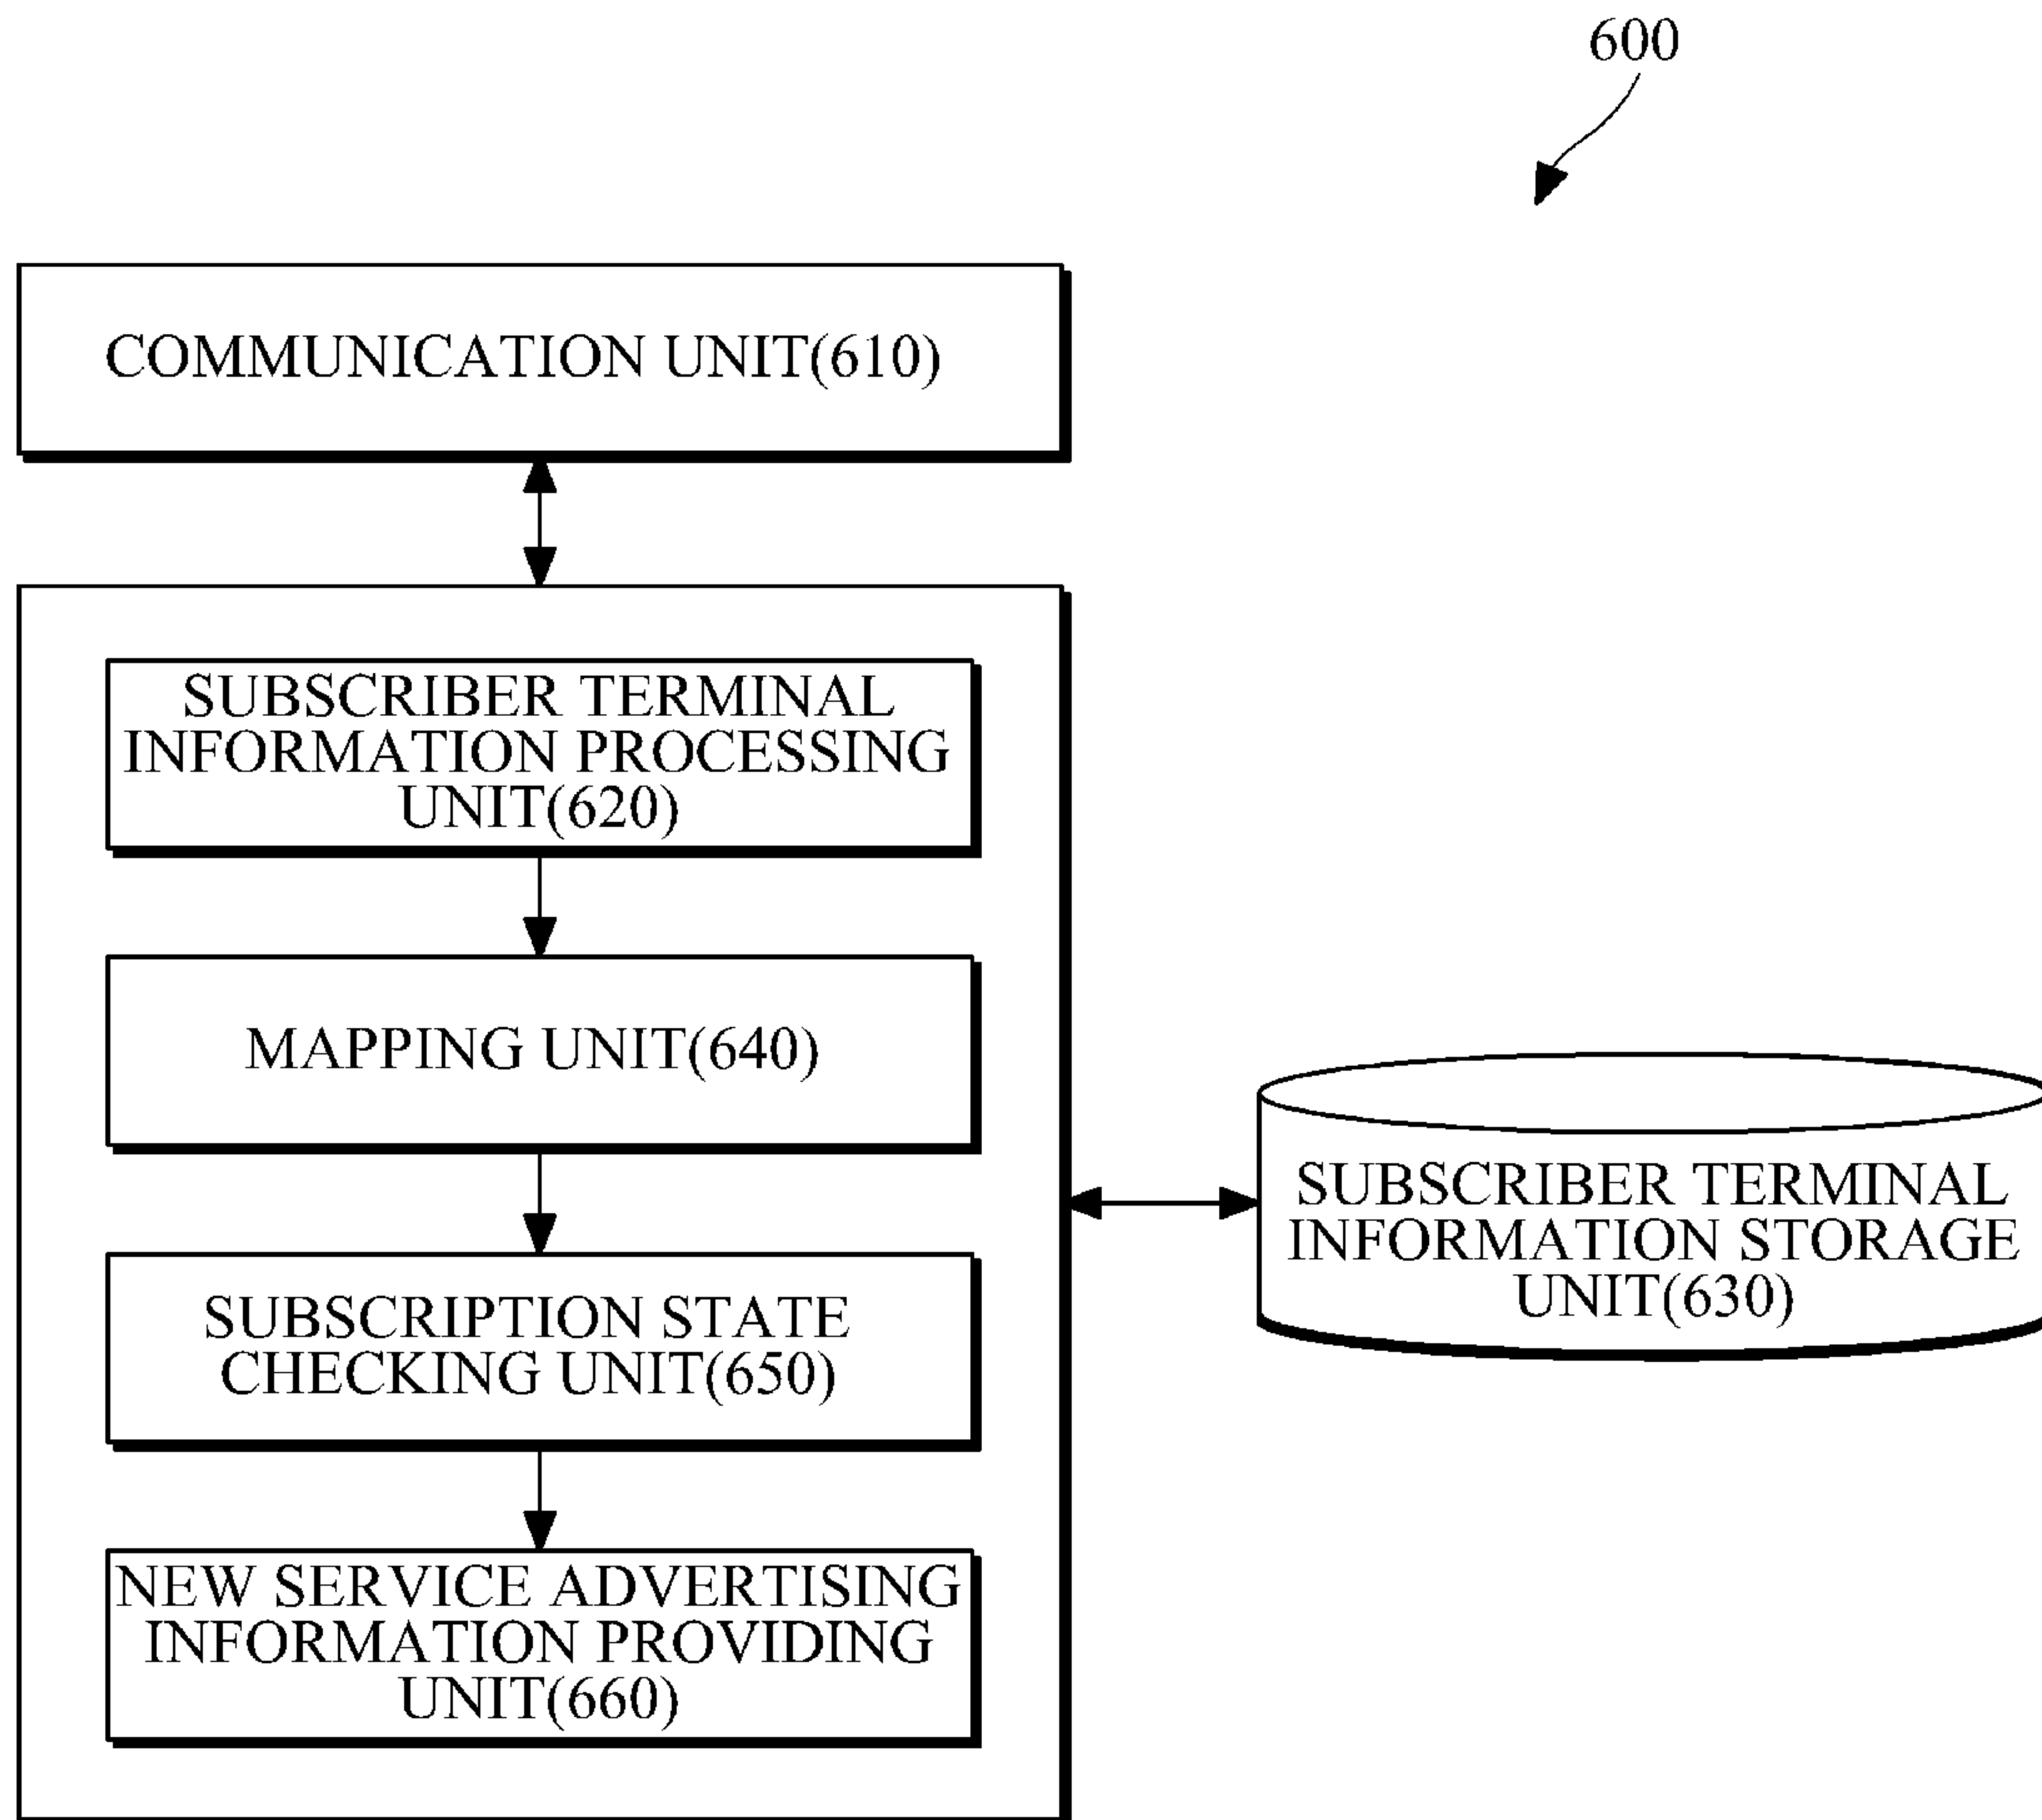 600
COMMUNICATION UNIT(610)
SUBSCRIBER TERMINAL
INFORMATION PROCESSING
UNIT(620)
MAPPING UNIT(640)
SUBSCRIPTION STATE
CHECKING UNIT(650)
NEW SERVICE ADVERTISING
INFORMATION PROVIDING
UNIT(660)
SUBSCRIBER TERMINAL
INFORMATION STORAGE
UNIT(630)